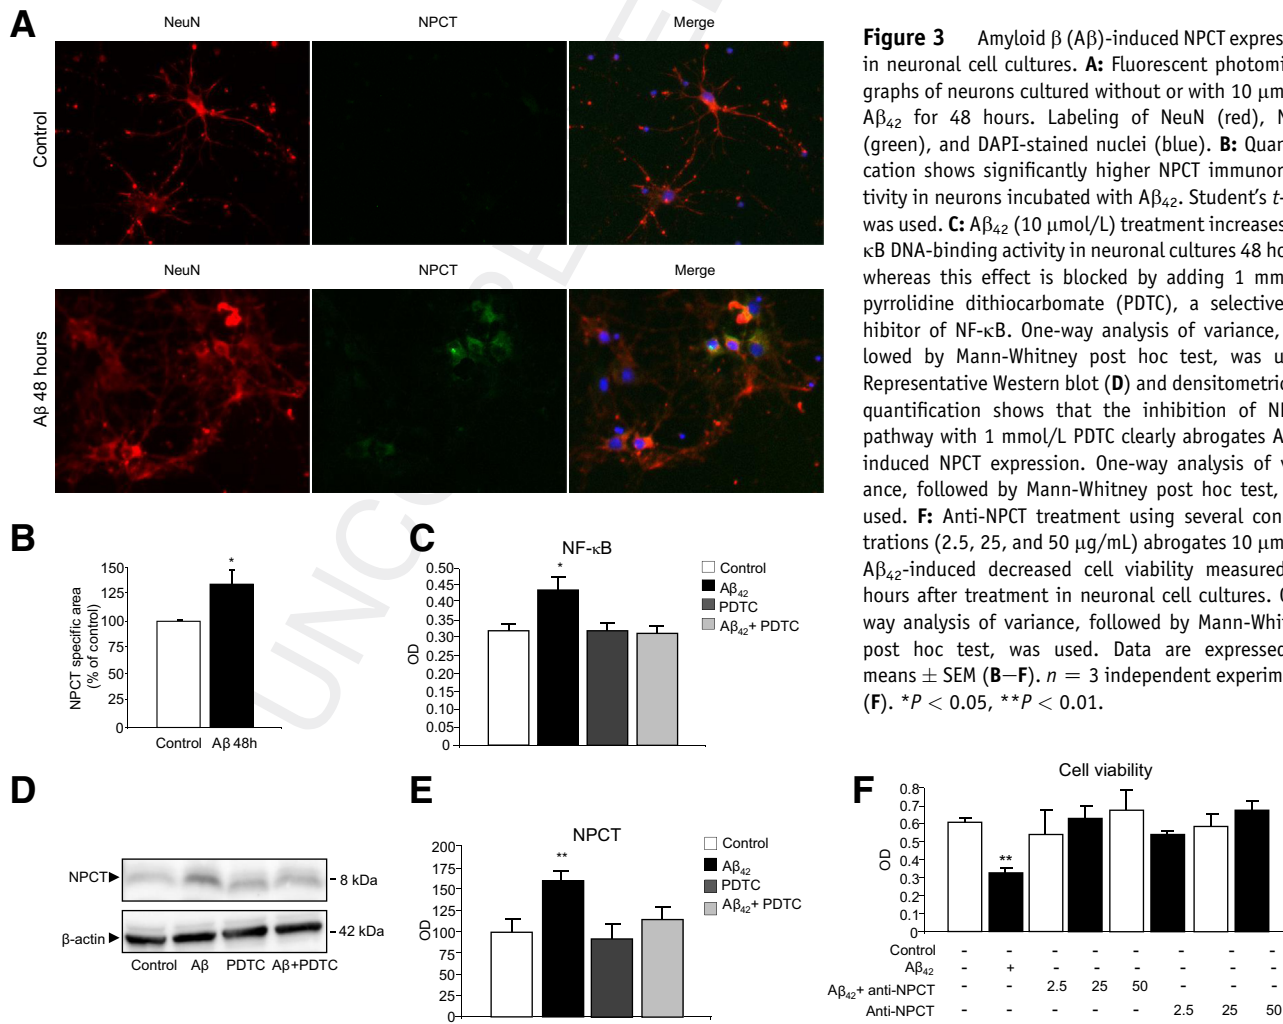 A
NeuN NPCT Merge
Control
NeuN NPCT Merge
Aβ 48 hours
B
NPCT specific area
(% of control)
150
125
100
75
50
25
0
*
Control Aβ 48h
C
NF-κB
OD
0.50
0.45
0.40
0.35
0.30
0.25
0.20
0.15
0.10
0.05
0
*
Control
Aβ42
PDTC
Aβ42+ PDTC
D
NPCT
8 kDa
β-actin
42 kDa
Control Aβ PDTC Aβ+PDTC
E
NPCT
OD
200
175
150
125
100
75
50
25
0
**
Control
Aβ42
PDTC
Aβ42+ PDTC
Figure 3 Amyloid β (Aβ)-induced NPCT expres
in neuronal cell cultures. A: Fluorescent photomi
graphs of neurons cultured without or with 10 μm
Aβ42 for 48 hours. Labeling of NeuN (red), N
(green), and DAPI-stained nuclei (blue). B: Quan
cation shows significantly higher NPCT immunor
tivity in neurons incubated with Aβ42. Student's t-
was used. C: Aβ42 (10 μmol/L) treatment increases
κB DNA-binding activity in neuronal cultures 48 ho
whereas this effect is blocked by adding 1 mm
pyrrolidine dithiocarbamate (PDTC), a selective
hibitor of NF-κB. One-way analysis of variance,
lowed by Mann-Whitney post hoc test, was u
Representative Western blot (D) and densitometric
quantification shows that the inhibition of NF
pathway with 1 mmol/L PDTC clearly abrogates A
induced NPCT expression. One-way analysis of v
ance, followed by Mann-Whitney post hoc test,
used. F: Anti-NPCT treatment using several con
trations (2.5, 25, and 50 μg/mL) abrogates 10 μm
Aβ42-induced decreased cell viability measured
hours after treatment in neuronal cell cultures. O
way analysis of variance, followed by Mann-Whit
post hoc test, was used. Data are expressed
means ± SEM (B–F). n = 3 independent experim
(F). *P < 0.05, **P < 0.01.
F
Cell viability
OD
0.8
0.7
0.6
0.5
0.4
0.3
0.2
0.1
0
**
Control - - - - - - - -
Aβ42 - + - - - - - -
Aβ42+ anti-NPCT - - 2.5 25 50 - - -
Anti-NPCT - - - - - 2.5 25 50